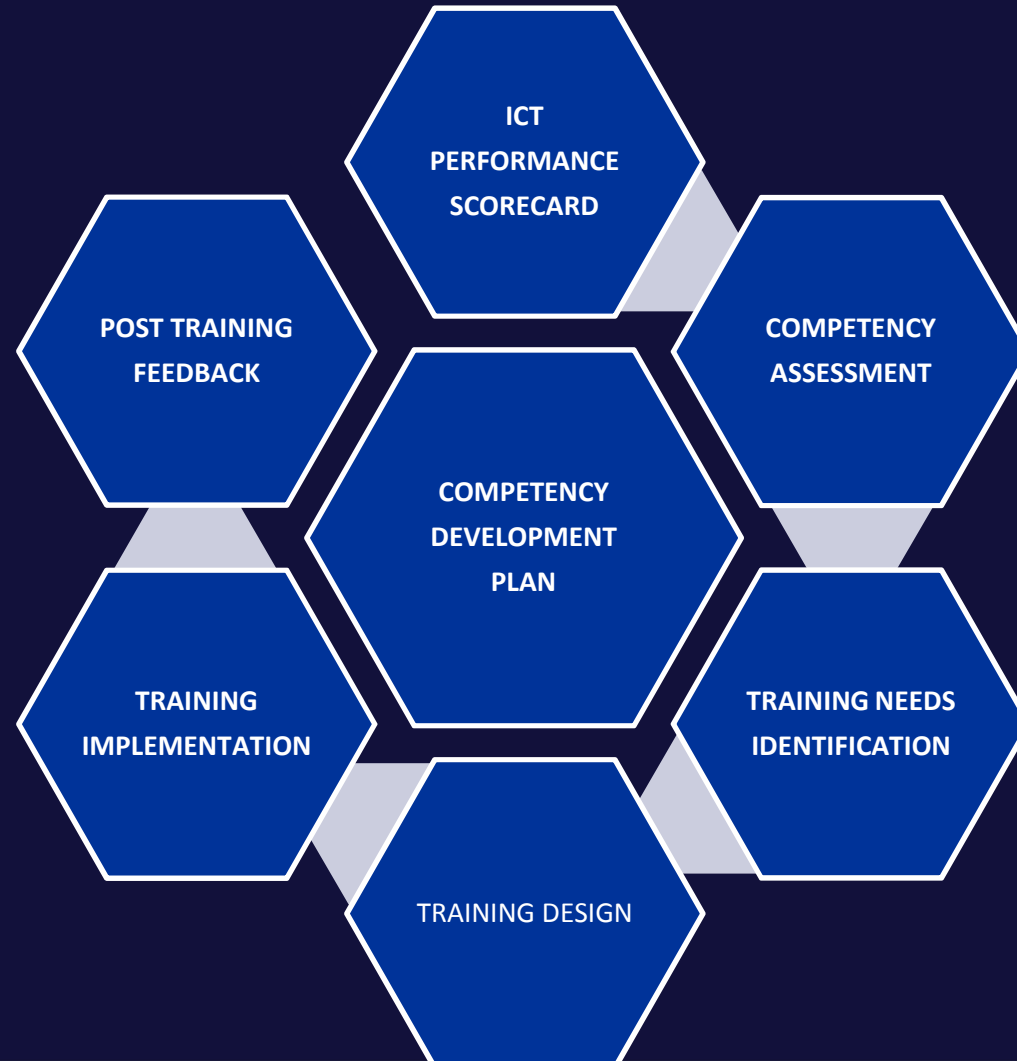 ICT
PERFORMANCE
SCORECARD
POST TRAINING
FEEDBACK
COMPETENCY
ASSESSMENT
COMPETENCY
DEVELOPMENT
PLAN
TRAINING
IMPLEMENTATION
TRAINING NEEDS
IDENTIFICATION
TRAINING DESIGN